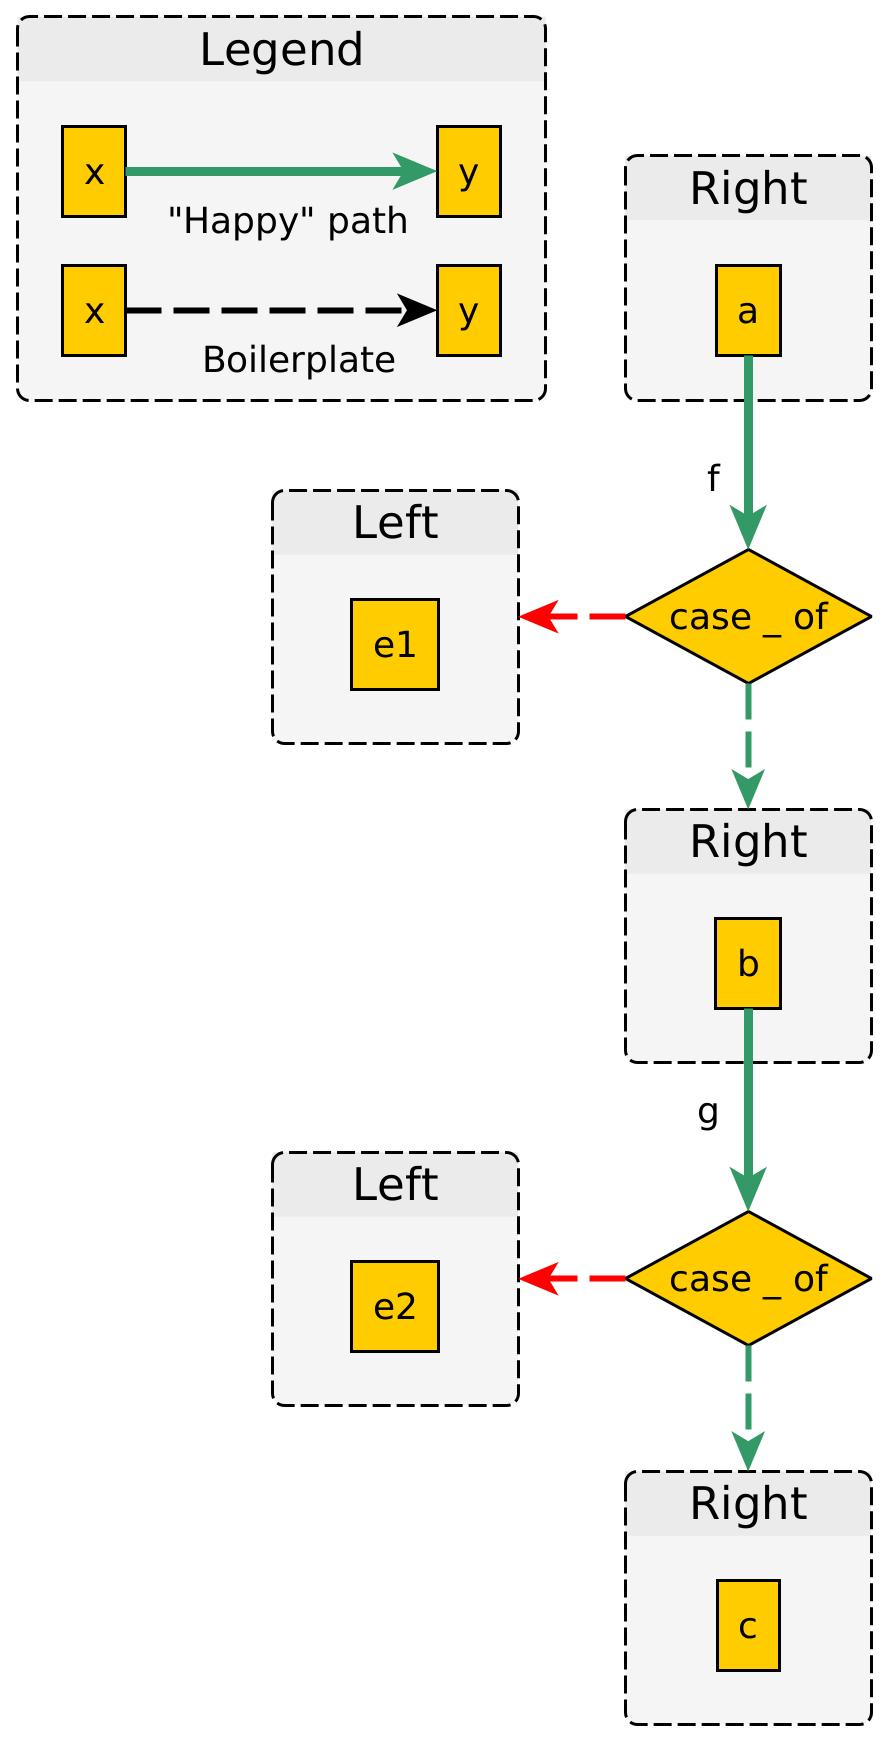 Legend
x
y
"Happy" path
x
y
Boilerplate
Right
a
f
case _ of
Left
e1
Right
b
g
case _ of
Left
e2
Right
c